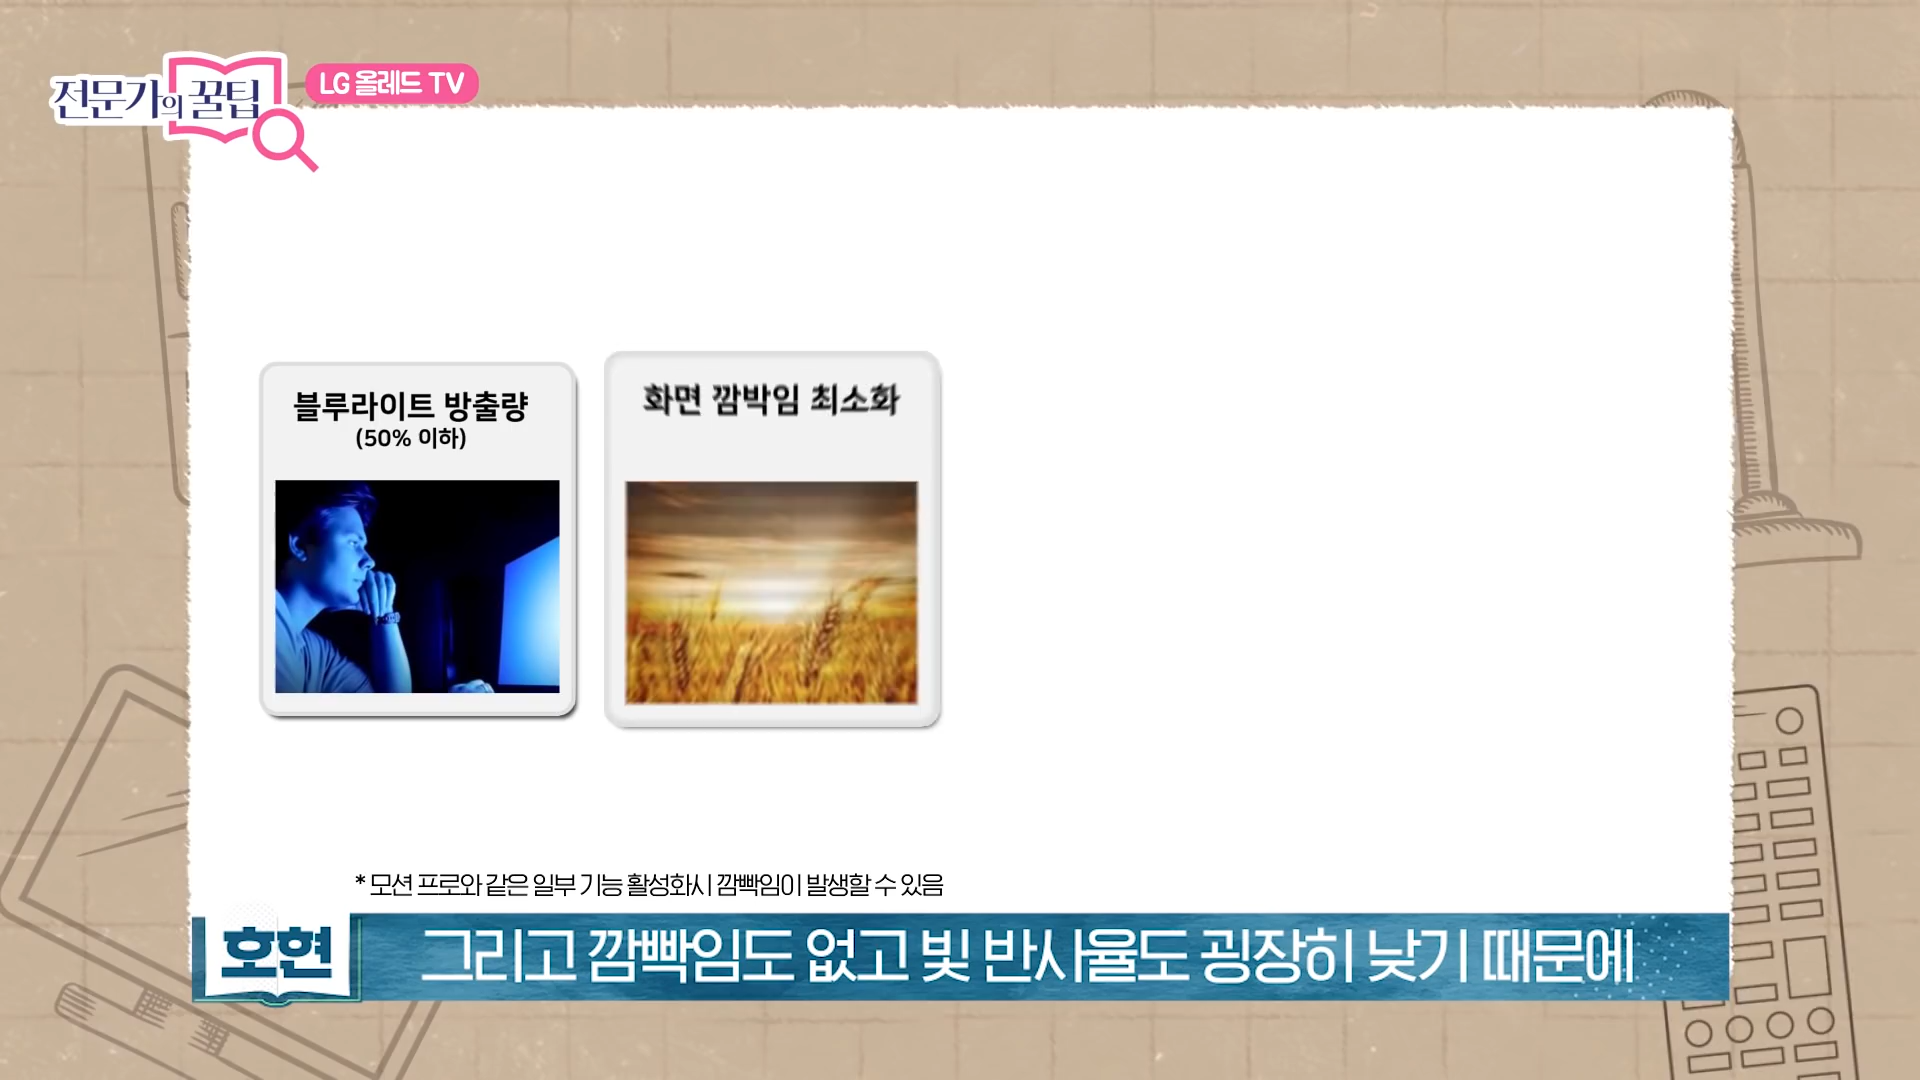 전문가의 꿀팁
LG 올레드 TV
블루라이트 방출량
(50% 이하)
화면 깜박임 최소화
* 모션 프로와 같은 일부 기능 활성화시 깜빡임이 발생할 수 있음
호현
그리고 깜빡임도 없고 빛 반사율도 굉장히 낮기 때문에